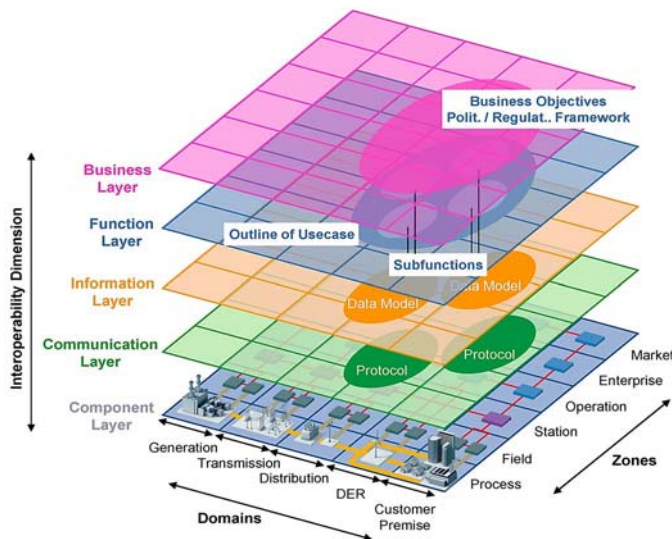 Business Objectives
Polit. / Regulat.. Framework
Business
Layer
Function
Layer
Outline of Usecase
Subfunctions
Information
Layer
Data Model
Data Model
Communication
Layer
Protocol
Protocol
Component
Layer
Interoperability Dimension
Generation
Transmission
Distribution
DER
Customer
Premise
Domains
Market
Enterprise
Operation
Station
Field
Process
Zones